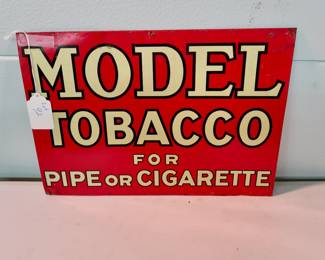 MODEL
TOBACCO
FOR
PIPE OR CIGARETTE